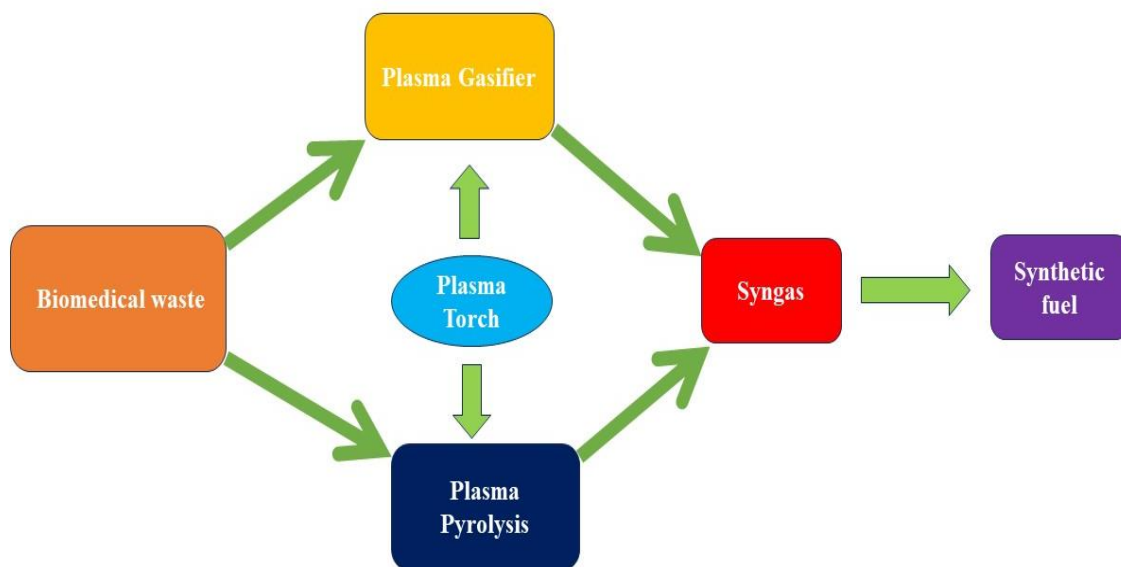 Plasma Gasifier
Biomedical waste
Plasma
Torch
Syngas
Synthetic
fuel
Plasma
Pyrolysis